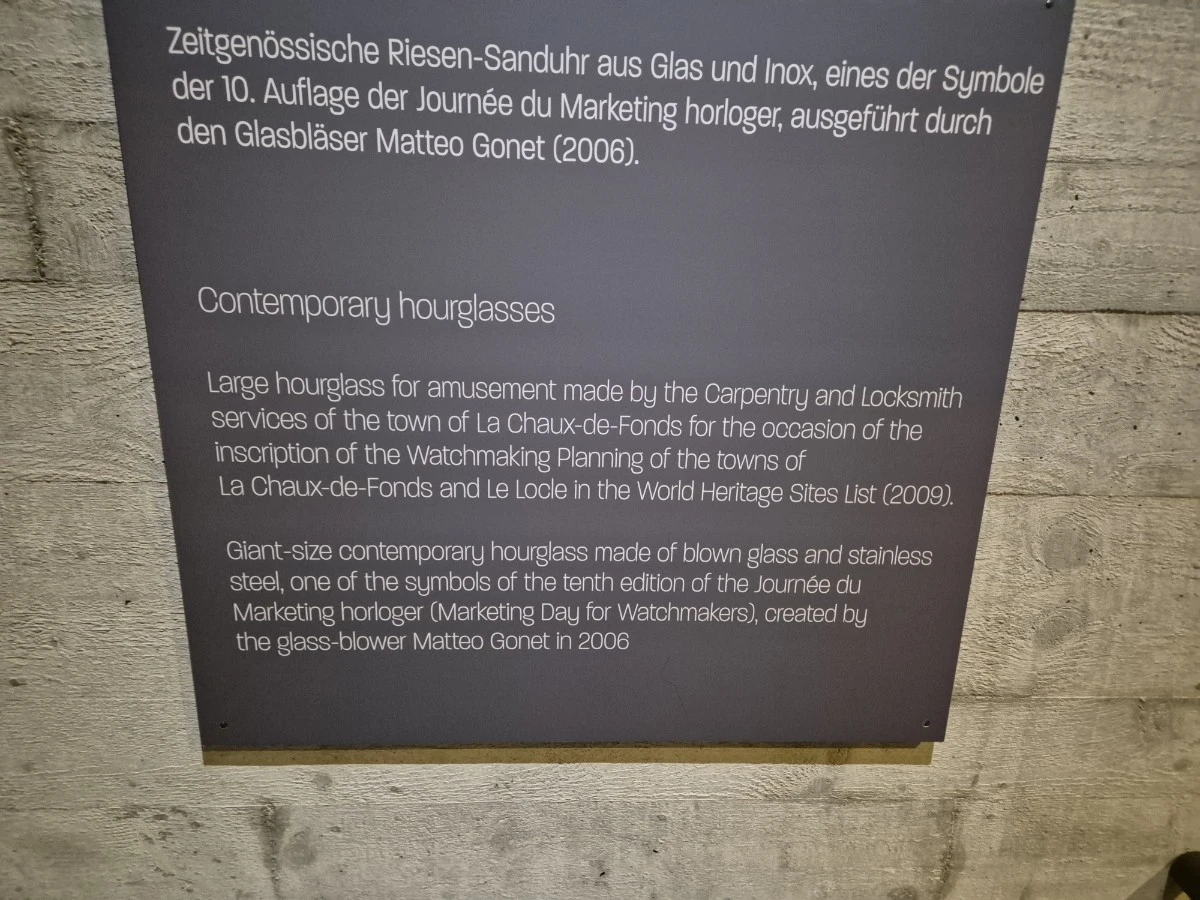 Zeitgenössische Riesen-Sanduhr aus Glas und Inox, eines der Symbole
der 10. Auflage der Journée du Marketing horloger, ausgeführt durch
den Glasbläser Matteo Gonet (2006).
Contemporary hourglasses
Large hourglass for amusement made by the Carpentry and Locksmith
services of the town of La Chaux-de-Fonds for the occasion of the
inscription of the Watchmaking Planning of the towns of
La Chaux-de-Fonds and Le Locle in the World Heritage Sites List (2009).
Giant-size contemporary hourglass made of blown glass and stainless
steel, one of the symbols of the tenth edition of the Journée du
Marketing horloger (Marketing Day for Watchmakers), created by
the glass-blower Matteo Gonet in 2006